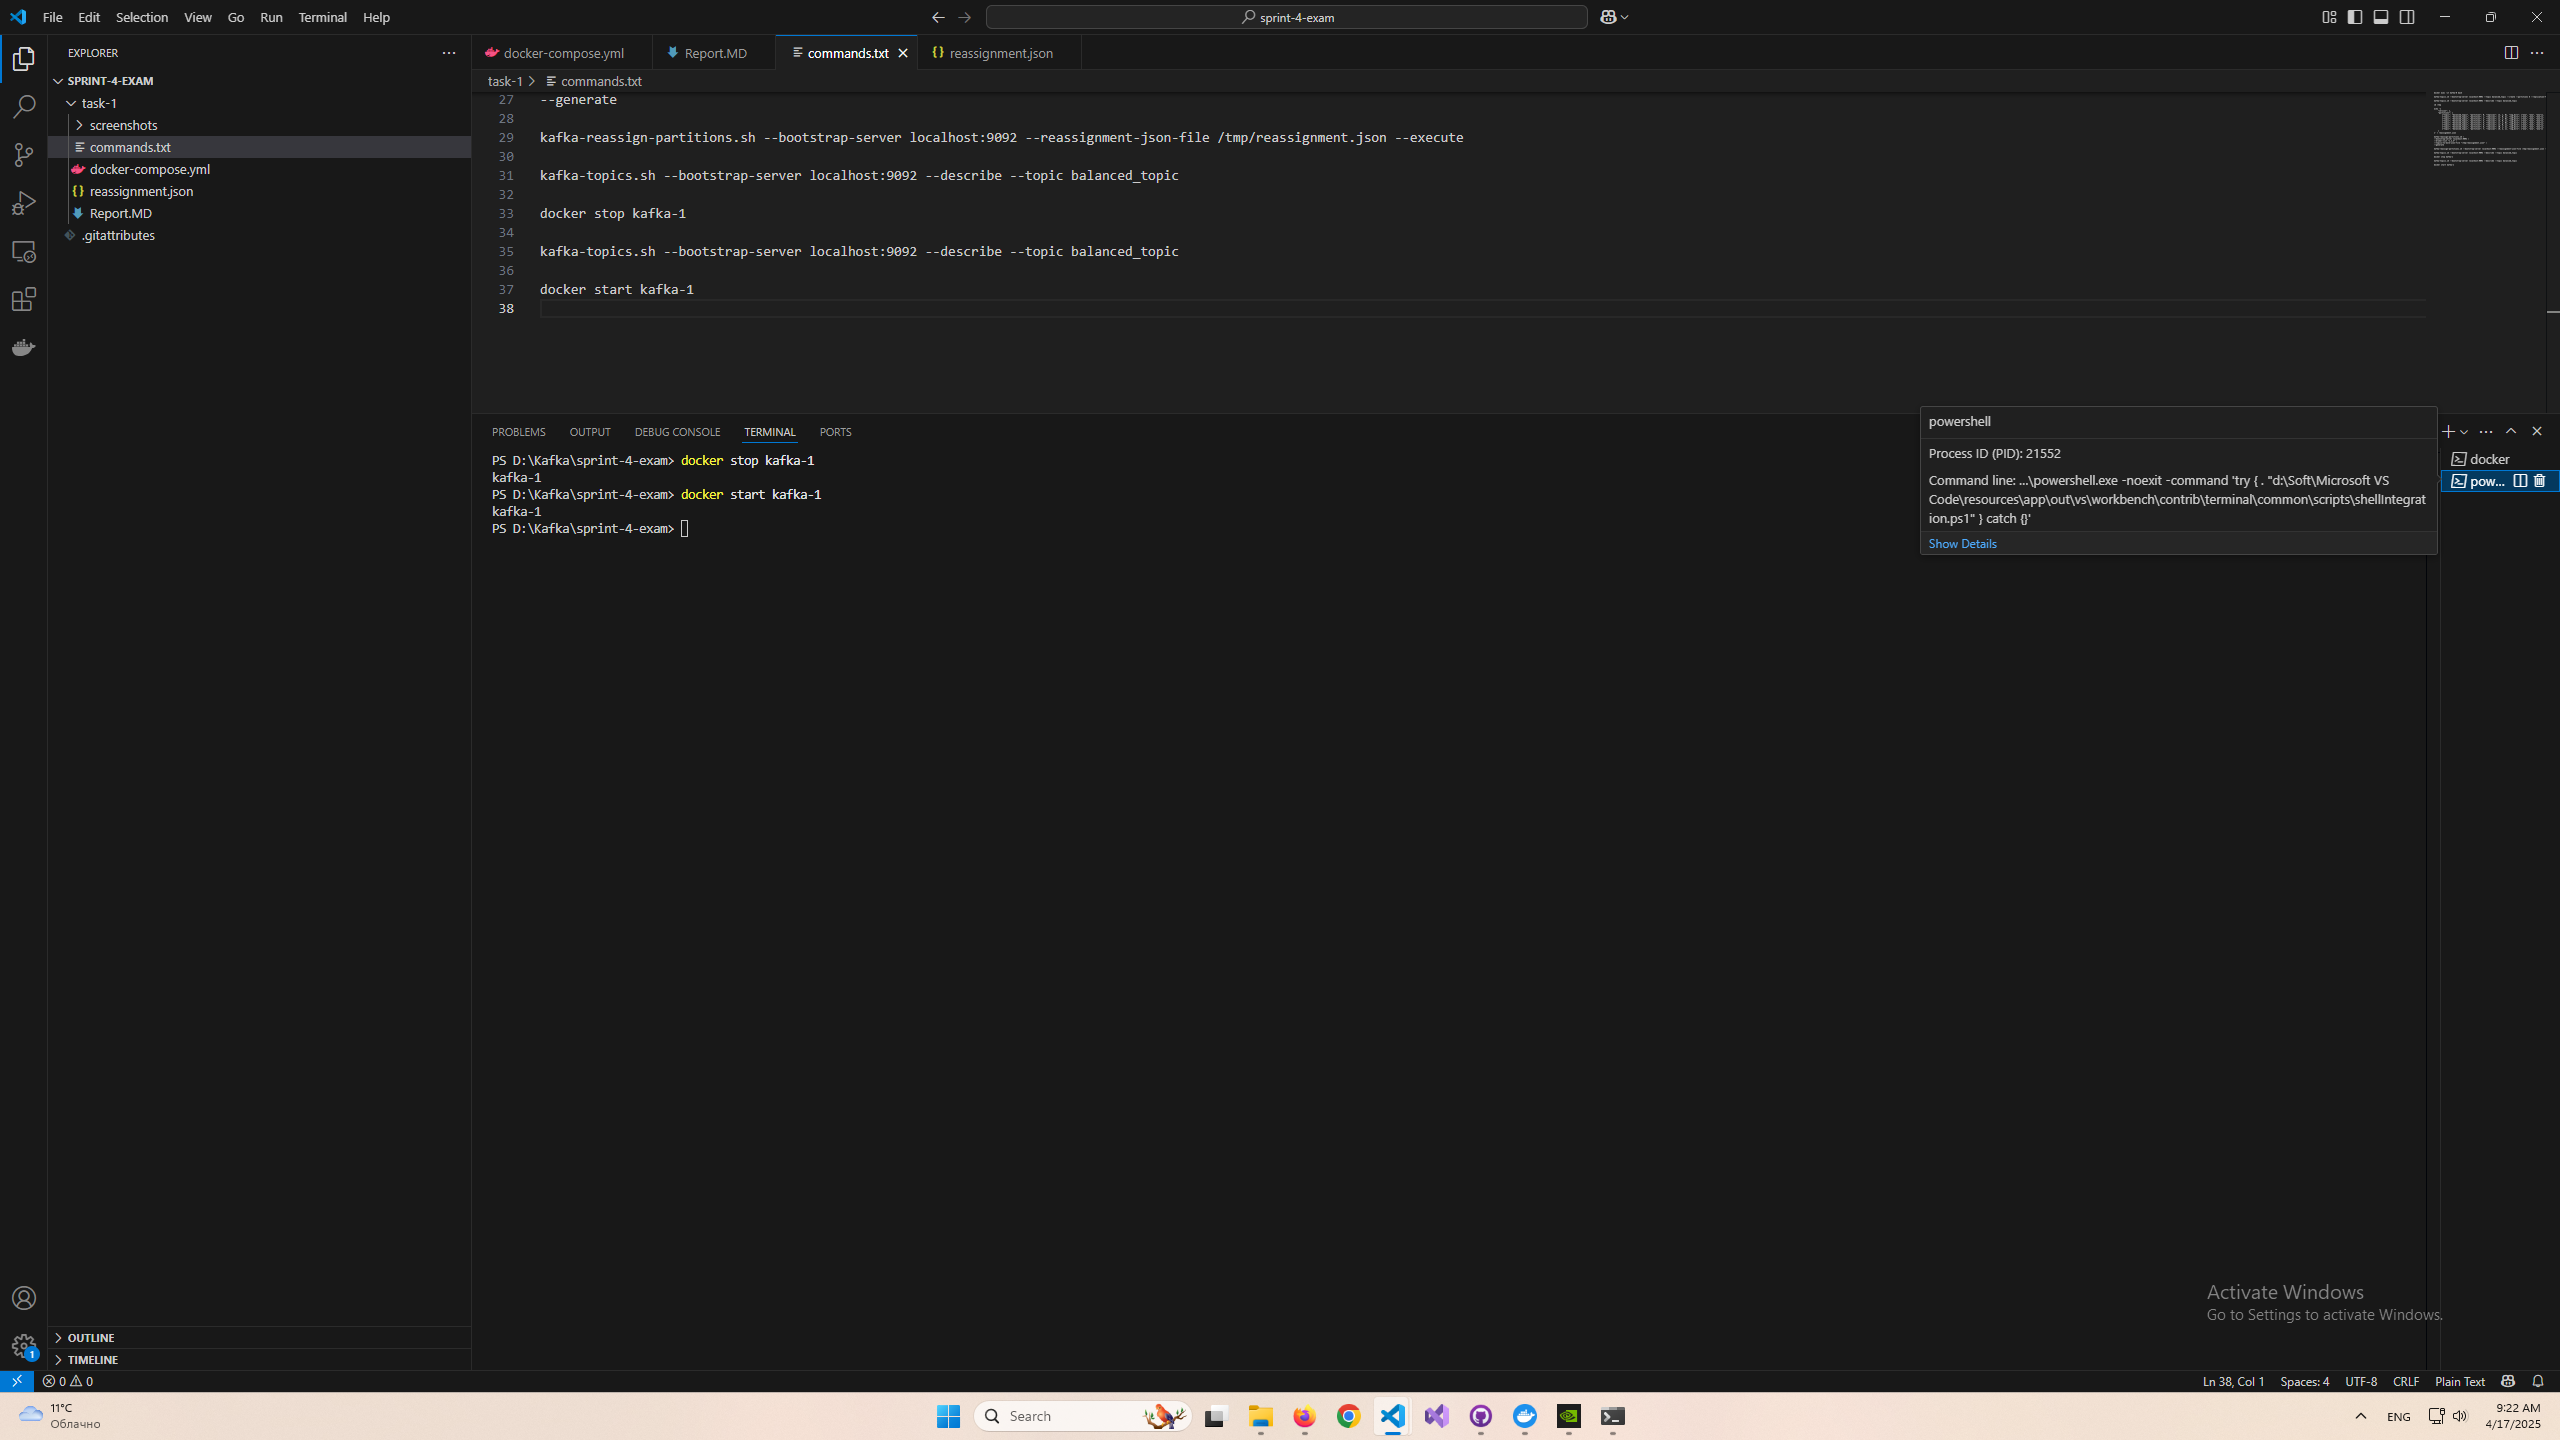 File Edit Selection View Go Run Terminal Help
sprint-4-exam
EXPLORER
SPRINT-4-EXAM
task-1
screenshots
commands.txt
docker-compose.yml
reassignment.json
Report.MD
.gitattributes
OUTLINE
TIMELINE
docker-compose.yml Report.MD commands.txt reassignment.json
task-1 > commands.txt
27 --generate
28
29 kafka-reassign-partitions.sh --bootstrap-server localhost:9092 --reassignment-json-file /tmp/reassignment.json --execute
30
31 kafka-topics.sh --bootstrap-server localhost:9092 --describe --topic balanced_topic
32
33 docker stop kafka-1
34
35 kafka-topics.sh --bootstrap-server localhost:9092 --describe --topic balanced_topic
36
37 docker start kafka-1
38
PROBLEMS OUTPUT DEBUG CONSOLE TERMINAL PORTS
PS D:\Kafka\sprint-4-exam> docker stop kafka-1
kafka-1
PS D:\Kafka\sprint-4-exam> docker start kafka-1
kafka-1
PS D:\Kafka\sprint-4-exam>
powershell
Process ID (PID): 21552
Command line: ...\powershell.exe -noexit -command 'try { . "d:\Soft\Microsoft VS
Code\resources\app\out\vs\workbench\contrib\terminal\common\scripts\shellIntegrat
ion.ps1" } catch {}'
Show Details
docker
pow...
Activate Windows
Go to Settings to activate Windows.
1
0 0
Ln 38, Col 1 Spaces: 4 UTF-8 CRLF Plain Text
11°C
Облачно
Search
ENG
9:22 AM
4/17/2025